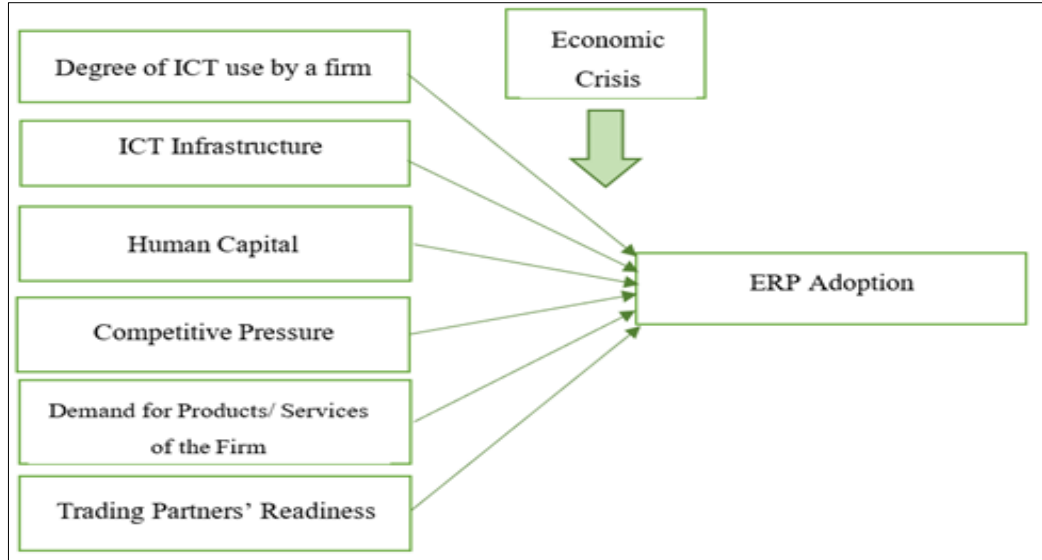 Degree of ICT use by a firm
Economic
Crisis
ICT Infrastructure
Human Capital
ERP Adoption
Competitive Pressure
Demand for Products/ Services
of the Firm
Trading Partners’ Readiness